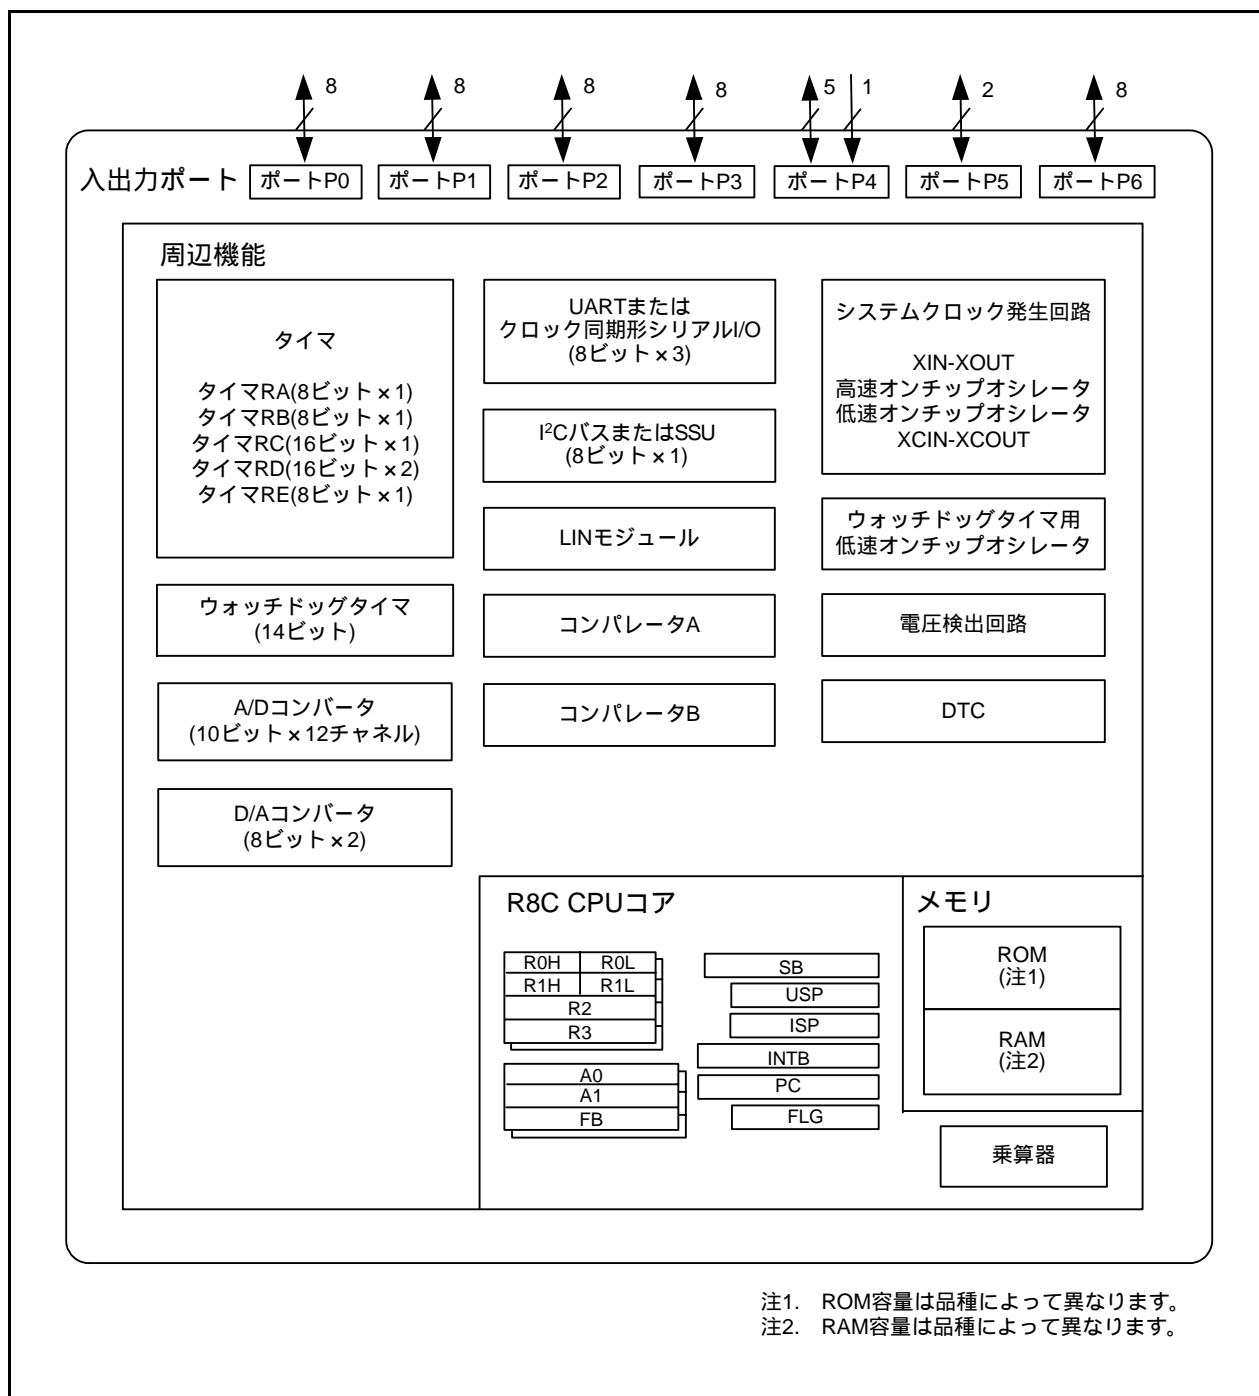 8
8
8
8
5
1
2
8
入出力ポート
ポートP0
ポートP1
ポートP2
ポートP3
ポートP4
ポートP5
ポートP6
周辺機能
タイマ
タイマRA(8ビット×1)
タイマRB(8ビット×1)
タイマRC(16ビット×1)
タイマRD(16ビット×2)
タイマRE(8ビット×1)
ウォッチドッグタイマ
(14ビット)
A/Dコンバータ
(10ビット×12チャネル)
D/Aコンバータ
(8ビット×2)
UARTまたは
クロック同期形シリアルI/O
(8ビット×3)
I²CバスまたはSSU
(8ビット×1)
LINモジュール
コンパレータA
コンパレータB
システムクロック発生回路
XIN-XOUT
高速オンチップオシレータ
低速オンチップオシレータ
XCIN-XCOUT
ウォッチドッグタイマ用
低速オンチップオシレータ
電圧検出回路
DTC
R8C CPUコア
R0H
R0L
R1H
R1L
R2
R3
A0
A1
FB
SB
USP
ISP
INTB
PC
FLG
メモリ
ROM
(注1)
RAM
(注2)
乗算器
注1. ROM容量は品種によって異なります。
注2. RAM容量は品種によって異なります。